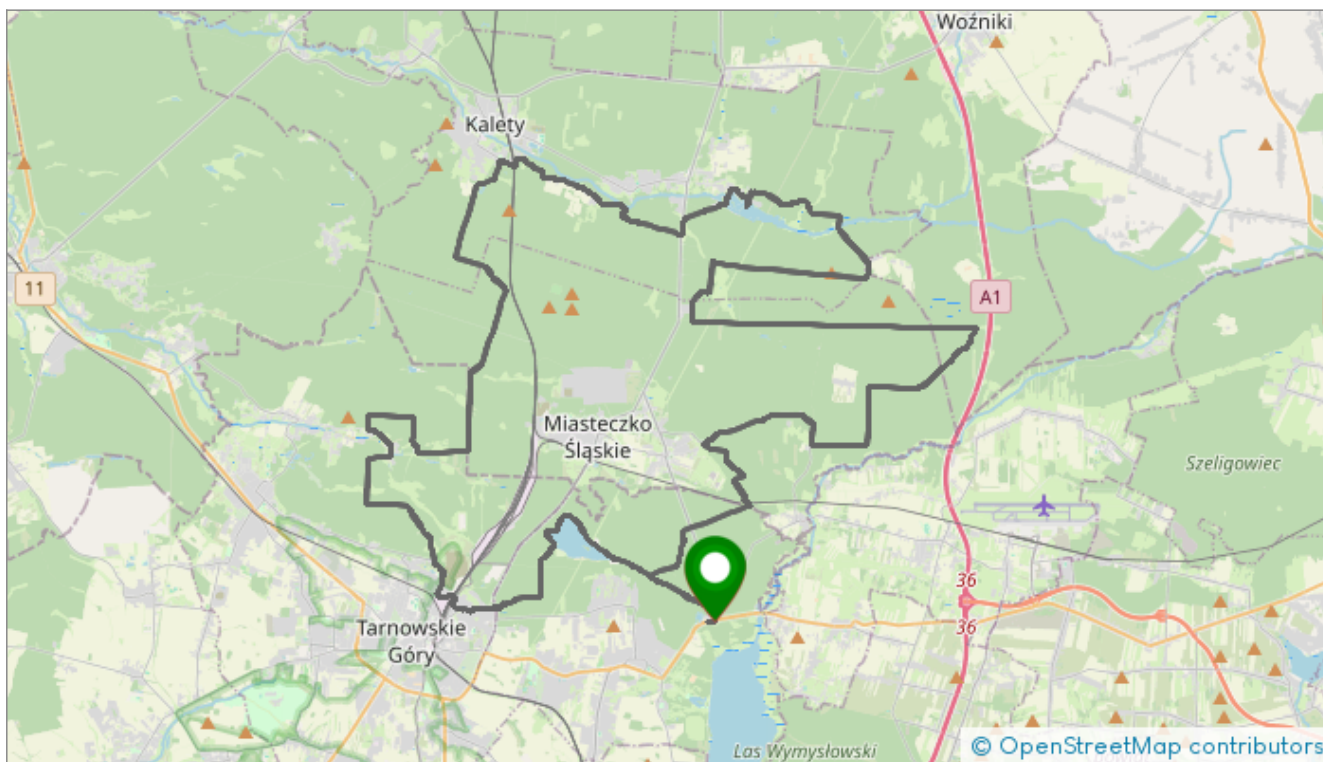 Woźniki
Kalety
11
A1
Miasteczko
Śląskie
Szeligowiec
36
36
Tarnowskie
Góry
Las Wymysłowski
© OpenStreetMap contributors